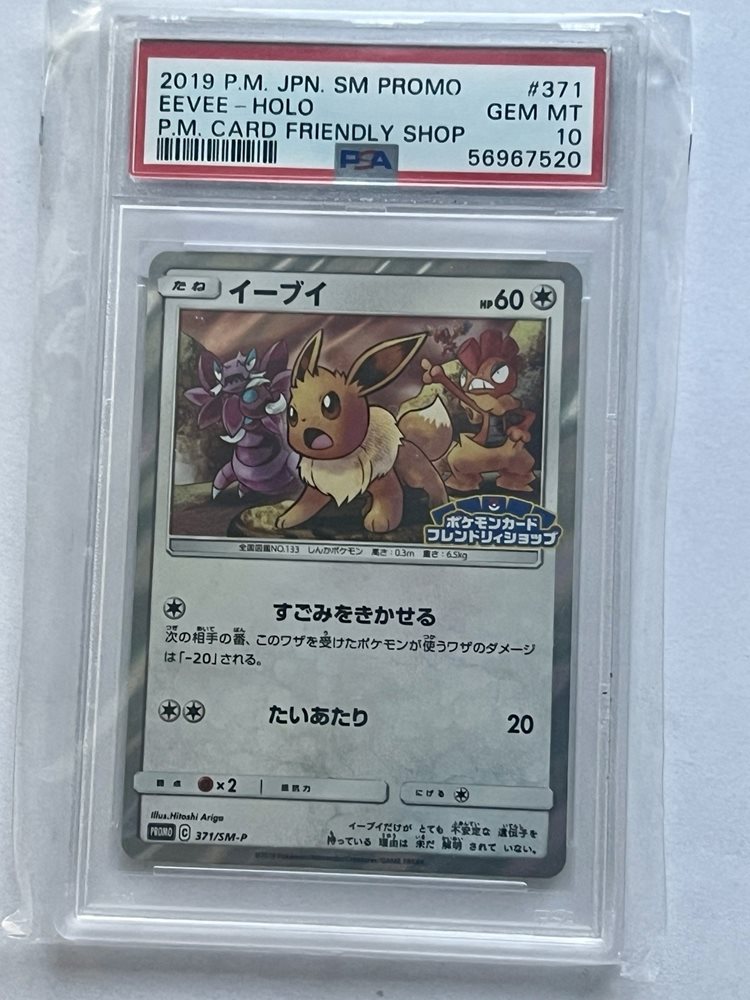 2019 P.M. JPN. SM PROMO #371
EEVEE - HOLO GEM MT
P.M. CARD FRIENDLY SHOP 10
PSA 56967520
たね イーブイ HP60
ポケモンカード
フレンドリィショップ
全国図鑑NO.133 しんかポケモン 高さ:0.3m 重さ:6.5kg
すごみをきかせる
次の相手の番、このワザを受けたポケモンが使うワザのダメージ
は「-20」される。
たいあたり 20
弱点 ×2 抵抗力 にげる
Illus.Hitoshi Ariga
PROMO C 371/SM-P
イーブイだけが とても 不安定な 遺伝子を
持っている 理由は 未だ 解明 されて いない。